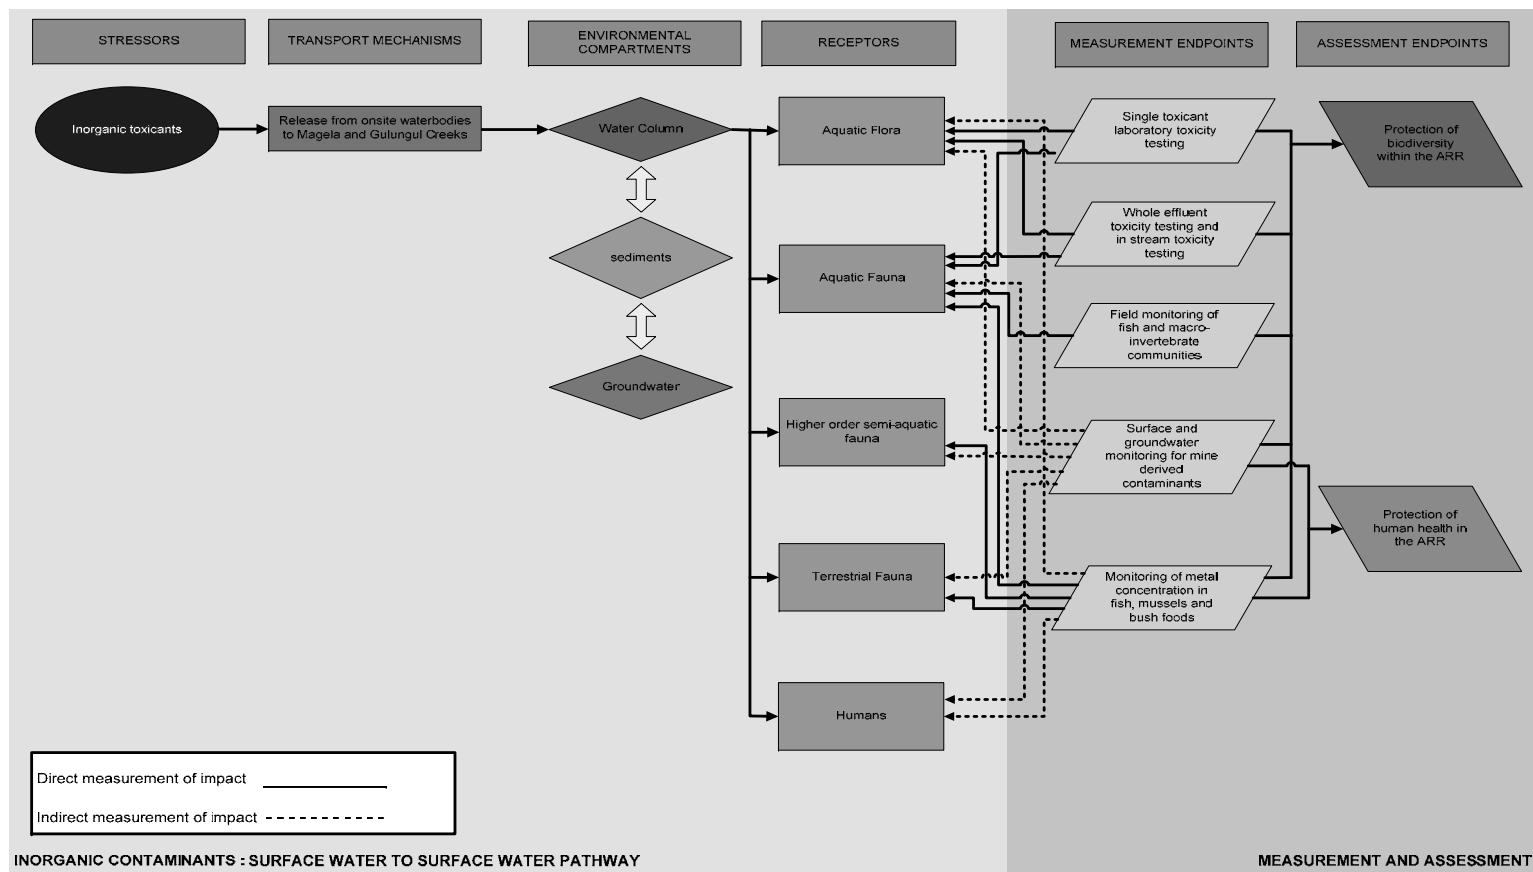 STRESSORS
TRANSPORT MECHANISMS
ENVIRONMENTAL
COMPARTMENTS
RECEPTORS
MEASUREMENT ENDPOINTS
ASSESSMENT ENDPOINTS
Inorganic toxicants
Release from onsite waterbodies
to Magela and Gulungul Creeks
Water Column
sediments
Groundwater
Aquatic Flora
Aquatic Fauna
Higher order semi-aquatic
fauna
Terrestrial Fauna
Humans
Single toxicant
laboratory toxicity
testing
Whole effluent
toxicity testing and
in stream toxicity
testing
Field monitoring of
fish and macro-
invertebrate
communities
Surface and
groundwater
monitoring for mine
derived
contaminants
Monitoring of metal
concentration in
fish, mussels and
bush foods
Protection of
biodiversity
within the ARR
Protection of
human health in
the ARR
Direct measurement of impact
Indirect measurement of impact
INORGANIC CONTAMINANTS : SURFACE WATER TO SURFACE WATER PATHWAY
MEASUREMENT AND ASSESSMENT